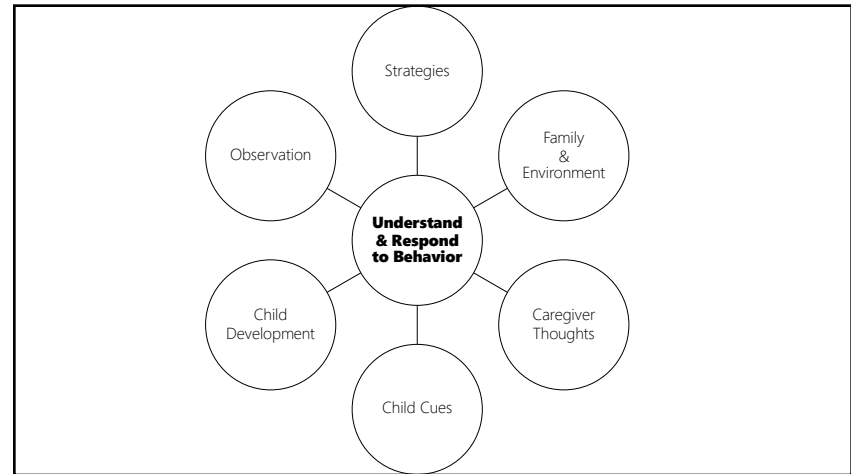 Strategies
Observation
Family
&
Environment
Understand
& Respond
to Behavior
Child
Development
Caregiver
Thoughts
Child Cues